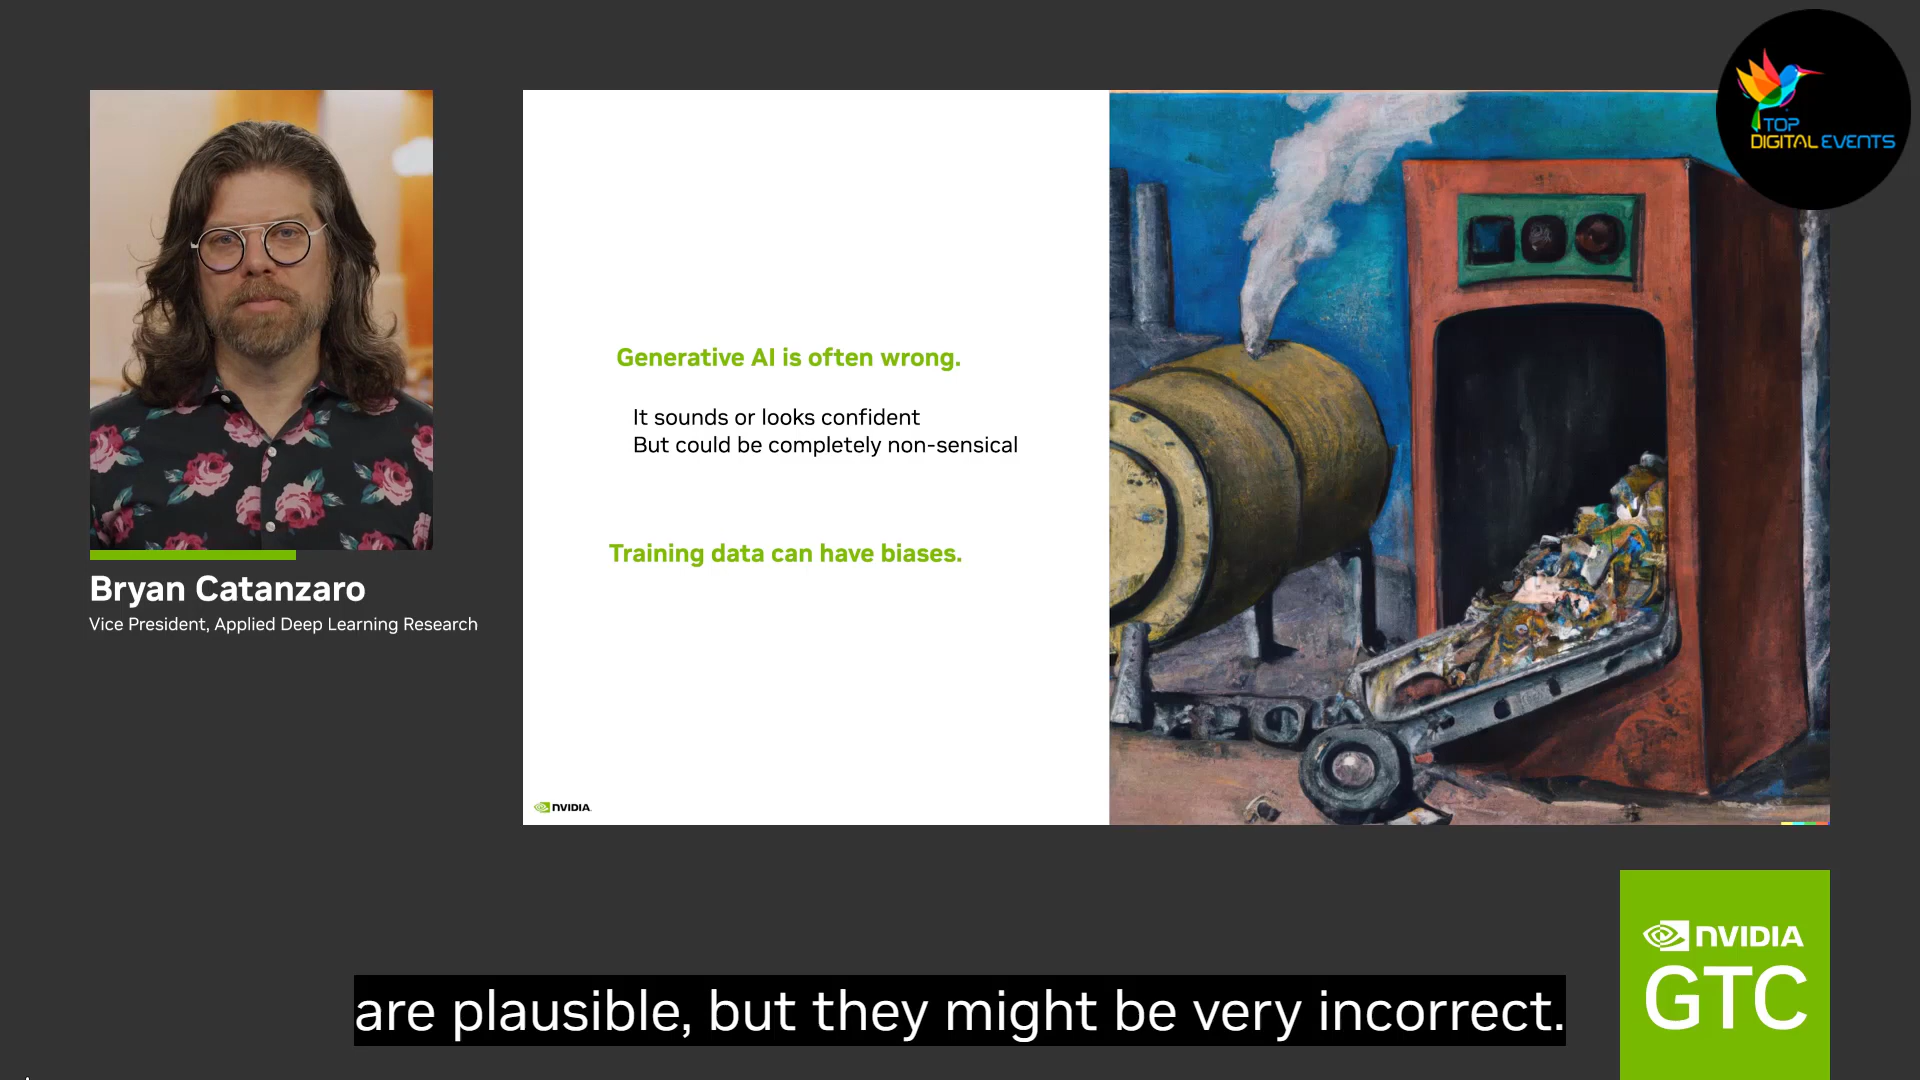 TOP
DIGITAL EVENTS
Generative AI is often wrong.
It sounds or looks confident
But could be completely non-sensical
Training data can have biases.
Bryan Catanzaro
Vice President, Applied Deep Learning Research
NVIDIA.
NVIDIA
GTC
are plausible, but they might be very incorrect.